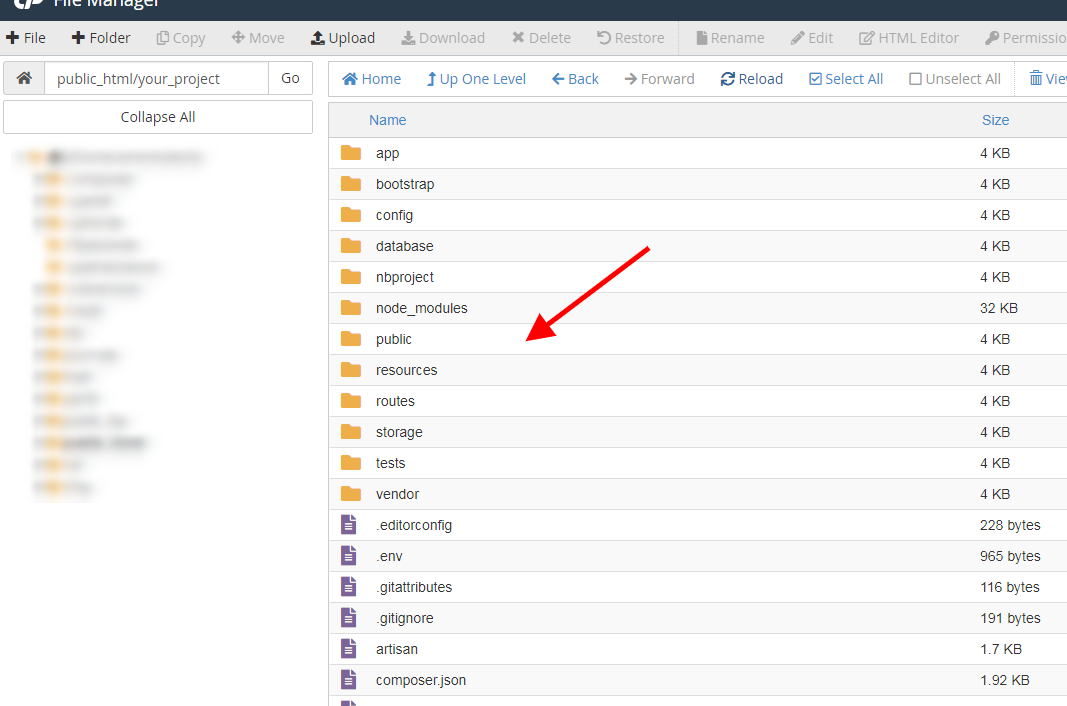 File Manager
File Folder Copy Move Upload Download Delete Restore Rename Edit HTML Editor Permissio
public_html/your_project Go Home Up One Level Back Forward Reload Select All Unselect All Vie
Collapse All
Name Size
app 4 KB
bootstrap 4 KB
config 4 KB
database 4 KB
nbproject 4 KB
node_modules 32 KB
public 4 KB
resources 4 KB
routes 4 KB
storage 4 KB
tests 4 KB
vendor 4 KB
.editorconfig 228 bytes
.env 965 bytes
.gitattributes 116 bytes
.gitignore 191 bytes
artisan 1.7 KB
composer.json 1.92 KB